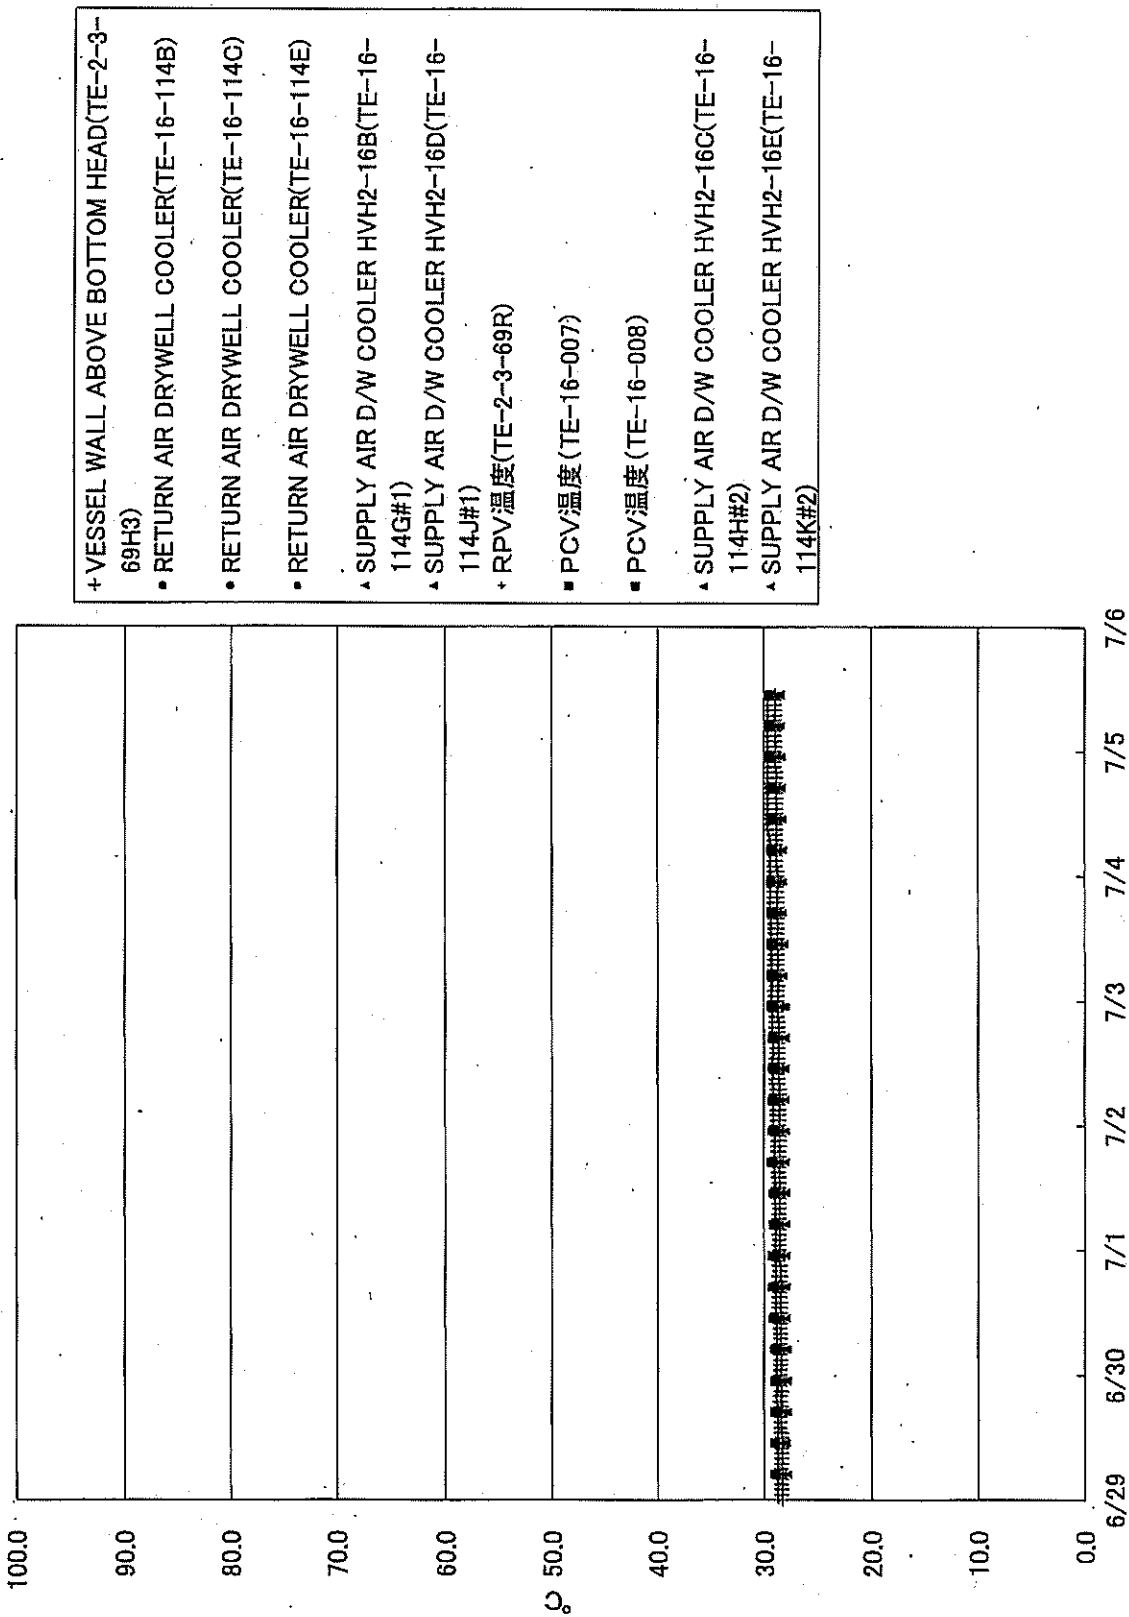 100.0
90.0
80.0
70.0
60.0
50.0
40.0
30.0
20.0
10.0
0.0
℃
6/29
6/30
7/1
7/2
7/3
7/4
7/5
7/6
+ VESSEL WALL ABOVE BOTTOM HEAD(TE-2-3-
69H3)
• RETURN AIR DRYWELL COOLER(TE-16-114B)
• RETURN AIR DRYWELL COOLER(TE-16-114C)
• RETURN AIR DRYWELL COOLER(TE-16-114E)
▲ SUPPLY AIR D/W COOLER HVH2-16B(TE-16-
114G#1)
▲ SUPPLY AIR D/W COOLER HVH2-16D(TE-16-
114J#1)
+ RPV温度(TE-2-3-69R)
■ PCV温度(TE-16-007)
■ PCV温度(TE-16-008)
▲ SUPPLY AIR D/W COOLER HVH2-16C(TE-16-
114H#2)
▲ SUPPLY AIR D/W COOLER HVH2-16E(TE-16-
114K#2)